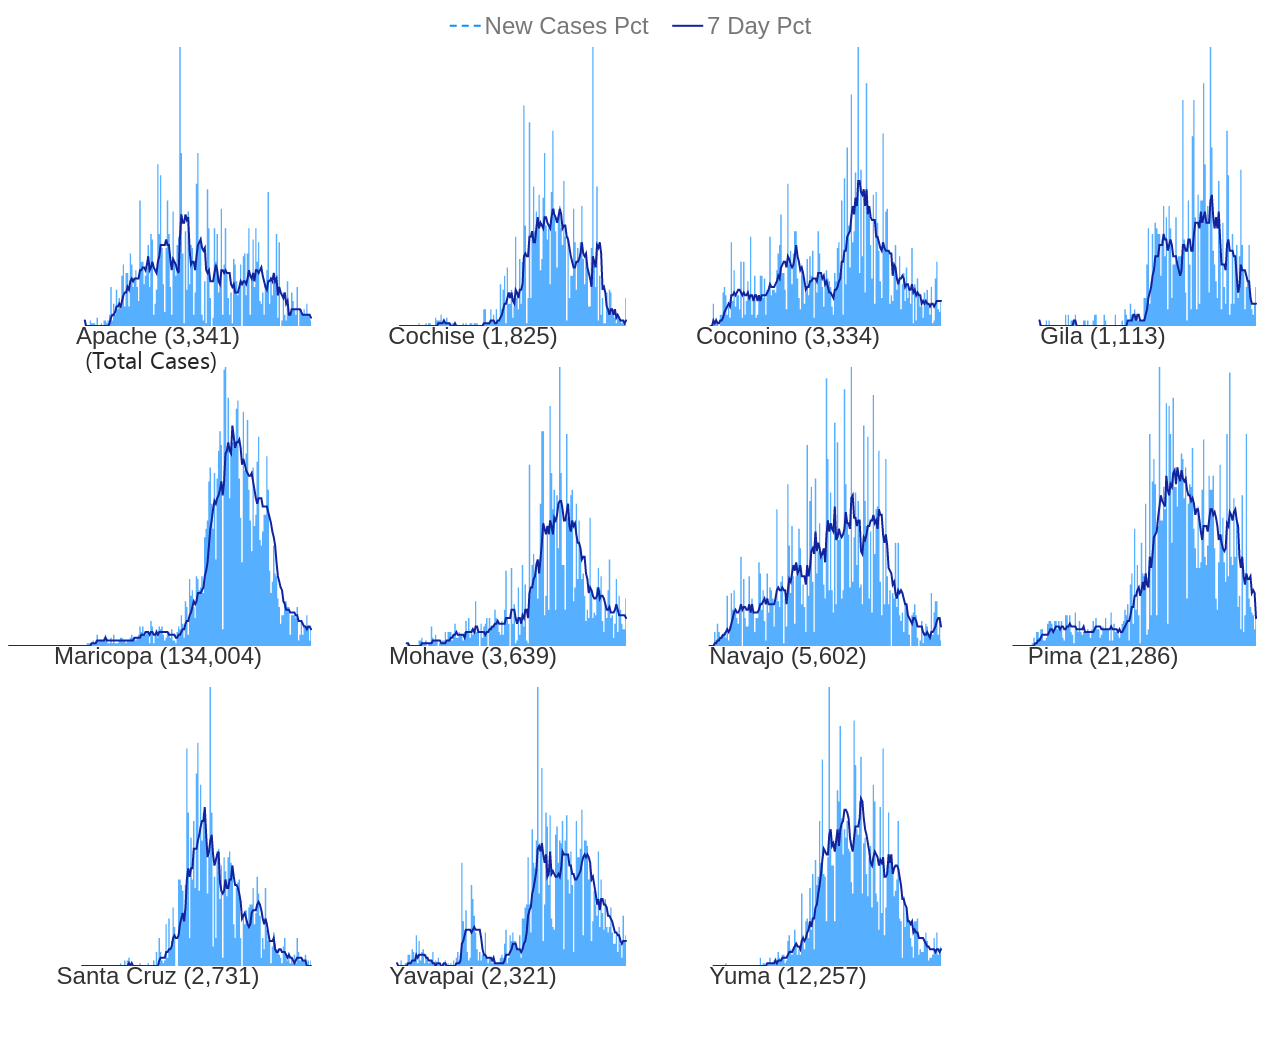 New Cases Pct 7 Day Pct
Apache (3,341) Cochise (1,825) Coconino (3,334) Gila (1,113)
(Total Cases)
Maricopa (134,004) Mohave (3,639) Navajo (5,602) Pima (21,286)
Santa Cruz (2,731) Yavapai (2,321) Yuma (12,257)